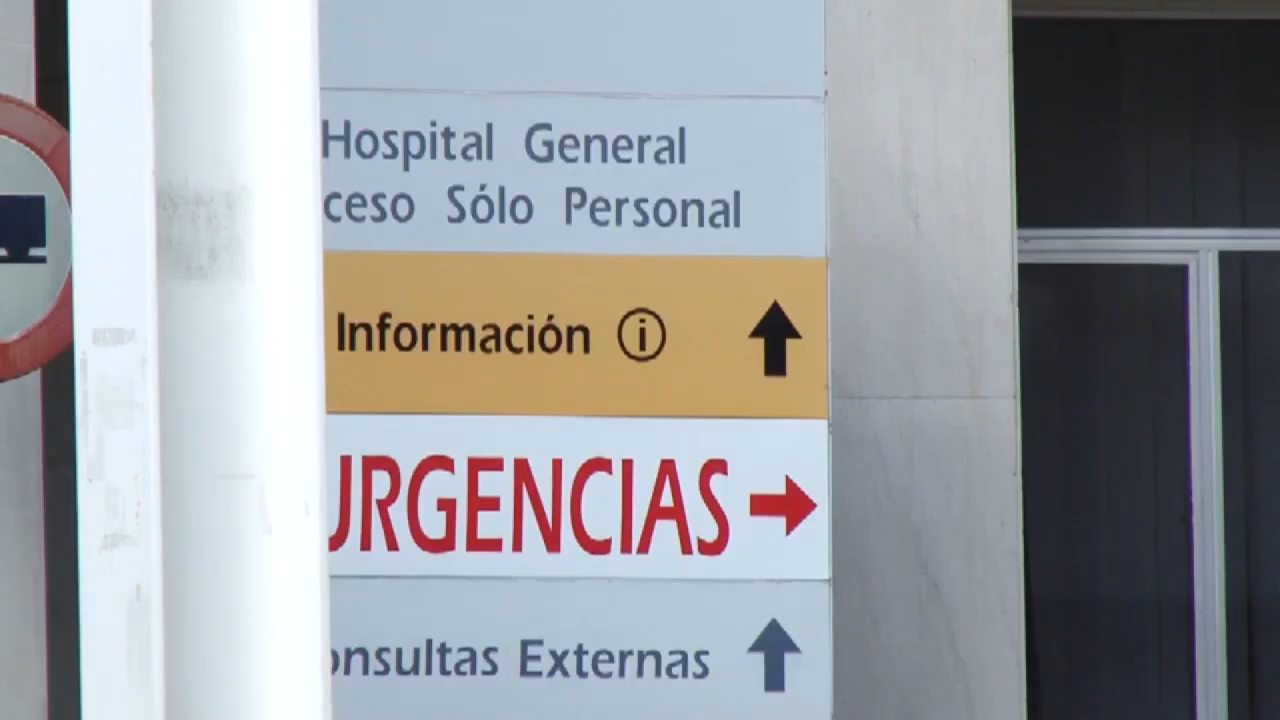 Hospital General
ceso Sólo Personal
Información i
URGENCIAS
onsultas Externas